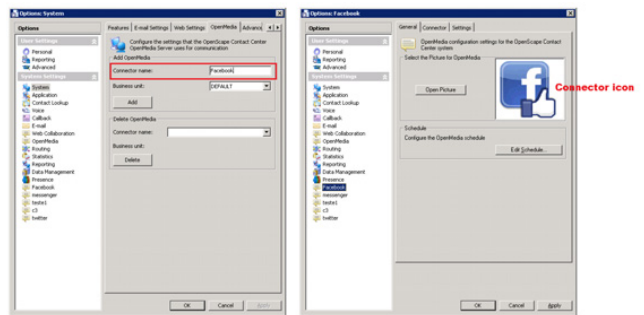 Options: System
Options
User Settings
Personal
Reporting
Advanced
System Settings
System
Application
Contact Lookup
Voice
Callback
E-mail
Web Collaboration
OpenMedia
Routing
Statistics
Reporting
Data Management
Presence
Facebook
messenger
teste1
c3
twitter
Features
E-mail Settings
Web Settings
OpenMedia
Advanc
Configure the settings that the OpenScape Contact Center
OpenMedia Server uses for communication
Add OpenMedia
Connector name:
Facebook
Business unit:
DEFAULT
Add
Delete OpenMedia
Connector name:
Business unit:
Delete
OK
Cancel
Apply
Options: Facebook
Options
User Settings
Personal
Reporting
Advanced
System Settings
System
Application
Contact Lookup
Voice
Callback
E-mail
Web Collaboration
OpenMedia
Routing
Statistics
Reporting
Data Management
Presence
Facebook
messenger
teste1
c3
twitter
General
Connector
Settings
OpenMedia configuration settings for the OpenScape Contact
Center system
Select the Picture for OpenMedia
Open Picture
f
Connector icon
Schedule
Configure the OpenMedia schedule
Edit Schedule...
OK
Cancel
Apply